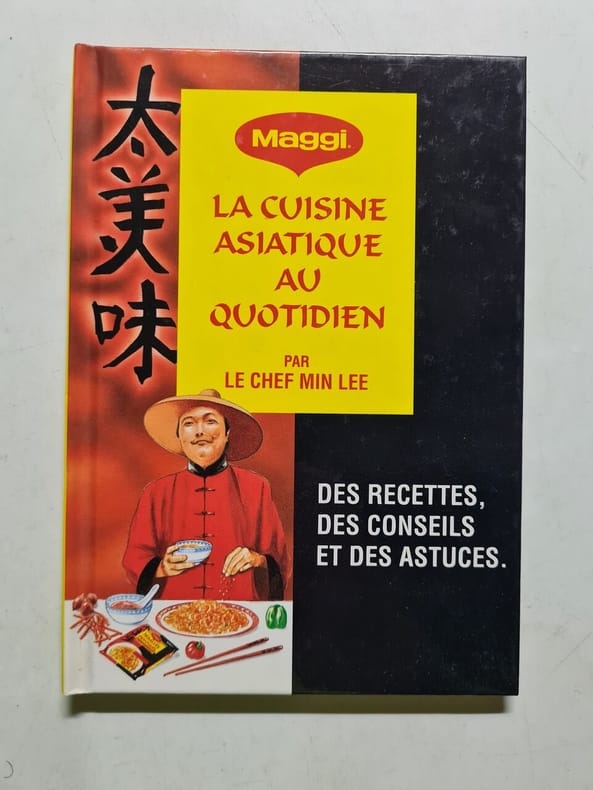 太美味
Maggi
LA CUISINE
ASIATIQUE
AU
QUOTIDIEN
PAR
LE CHEF MIN LEE
DES RECETTES,
DES CONSEILS
ET DES ASTUCES.